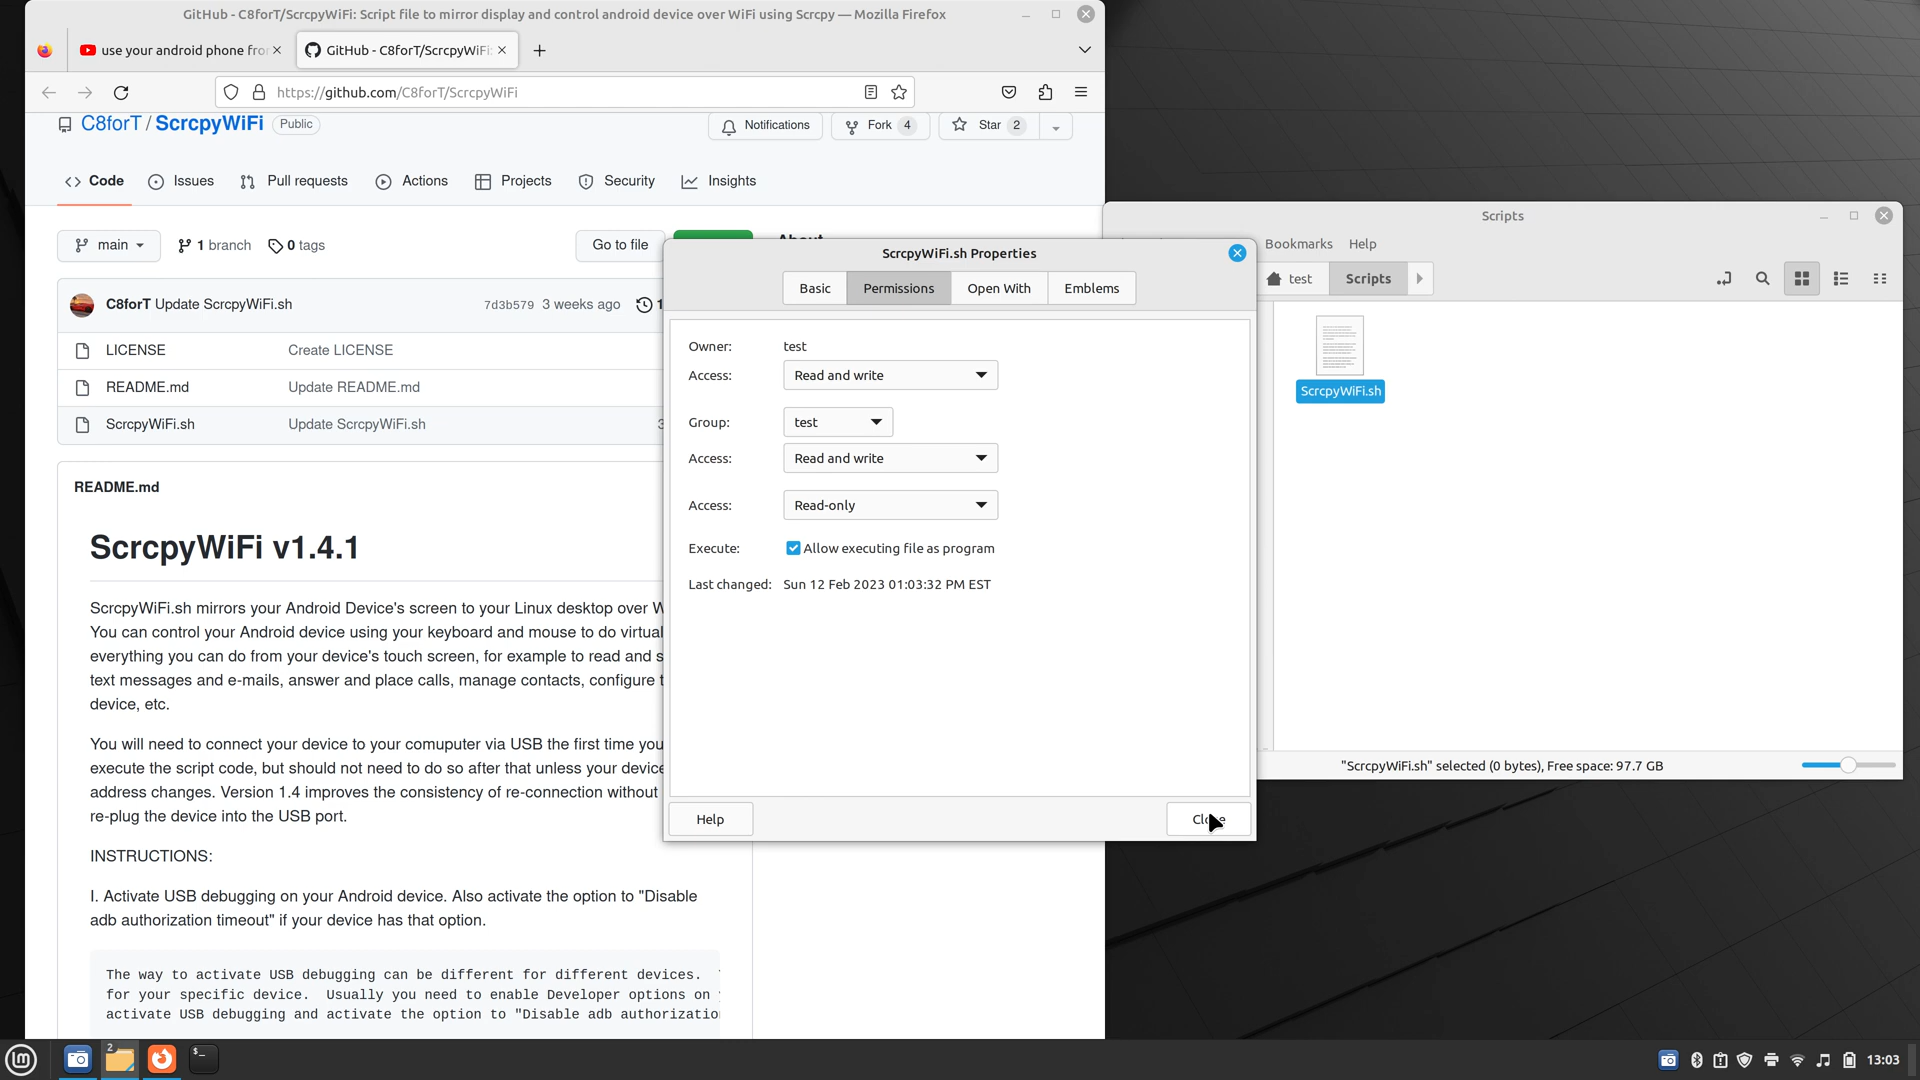 GitHub - C8forT/ScrcpyWiFi: Script file to mirror display and control android device over WiFi using Scrcpy — Mozilla Firefox
use your android phone fro
GitHub - C8forT/ScrcpyWiFi:
https://github.com/C8forT/ScrcpyWiFi
C8forT / ScrcpyWiFi Public
Notifications
Fork 4
Star 2
Code
Issues
Pull requests
Actions
Projects
Security
Insights
main
1 branch
0 tags
Go to file
C8forT Update ScrcpyWiFi.sh
7d3b579 3 weeks ago
1
LICENSE Create LICENSE
README.md Update README.md
ScrcpyWiFi.sh Update ScrcpyWiFi.sh
README.md
ScrcpyWiFi v1.4.1
ScrcpyWiFi.sh mirrors your Android Device's screen to your Linux desktop over
You can control your Android device using your keyboard and mouse to do virtual
everything you can do from your device's touch screen, for example to read and s
text messages and e-mails, answer and place calls, manage contacts, configure
device, etc.
You will need to connect your device to your comuputer via USB the first time you
execute the script code, but should not need to do so after that unless your device
address changes. Version 1.4 improves the consistency of re-connection without
re-plug the device into the USB port.
INSTRUCTIONS:
I. Activate USB debugging on your Android device. Also activate the option to "Disable
adb authorization timeout" if your device has that option.
The way to activate USB debugging can be different for different devices.
for your specific device. Usually you need to enable Developer options on
activate USB debugging and activate the option to "Disable adb authorizatio
ScrcpyWiFi.sh Properties
Basic
Permissions
Open With
Emblems
Owner: test
Access: Read and write
Group: test
Access: Read and write
Access: Read-only
Execute: Allow executing file as program
Last changed: Sun 12 Feb 2023 01:03:32 PM EST
Help
Scripts
Bookmarks
Help
test
Scripts
ScrcpyWiFi.sh
"ScrcpyWiFi.sh" selected (0 bytes), Free space: 97.7 GB
2
13:03